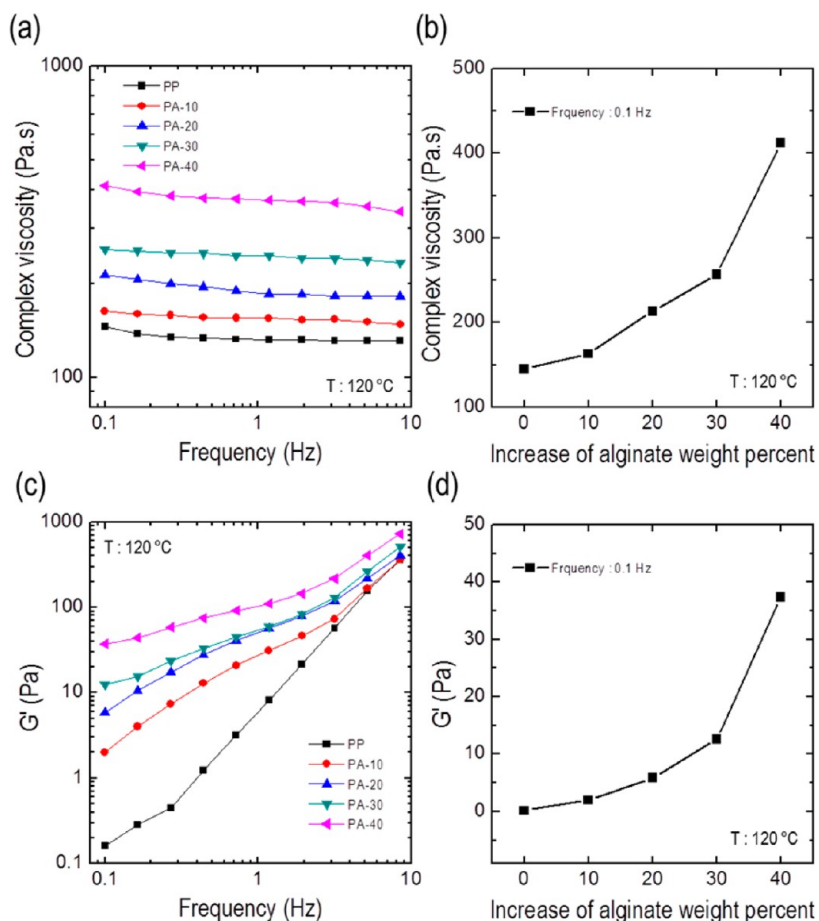 (a)
Complex viscosity (Pa.s)
1000
100
PP
PA-10
PA-20
PA-30
PA-40
T : 120 °C
0.1 1 10
Frequency (Hz)
(b)
Complex viscosity (Pa.s)
500
450
400
350
300
250
200
150
100
Frquency : 0.1 Hz
T : 120 °C
0 10 20 30 40
Increase of alginate weight percent
(c)
G' (Pa)
1000
100
10
1
0.1
T : 120 °C
PP
PA-10
PA-20
PA-30
PA-40
0.1 1 10
Frequency (Hz)
(d)
G' (Pa)
50
40
30
20
10
0
Frquency : 0.1 Hz
T : 120 °C
0 10 20 30 40
Increase of alginate weight percent